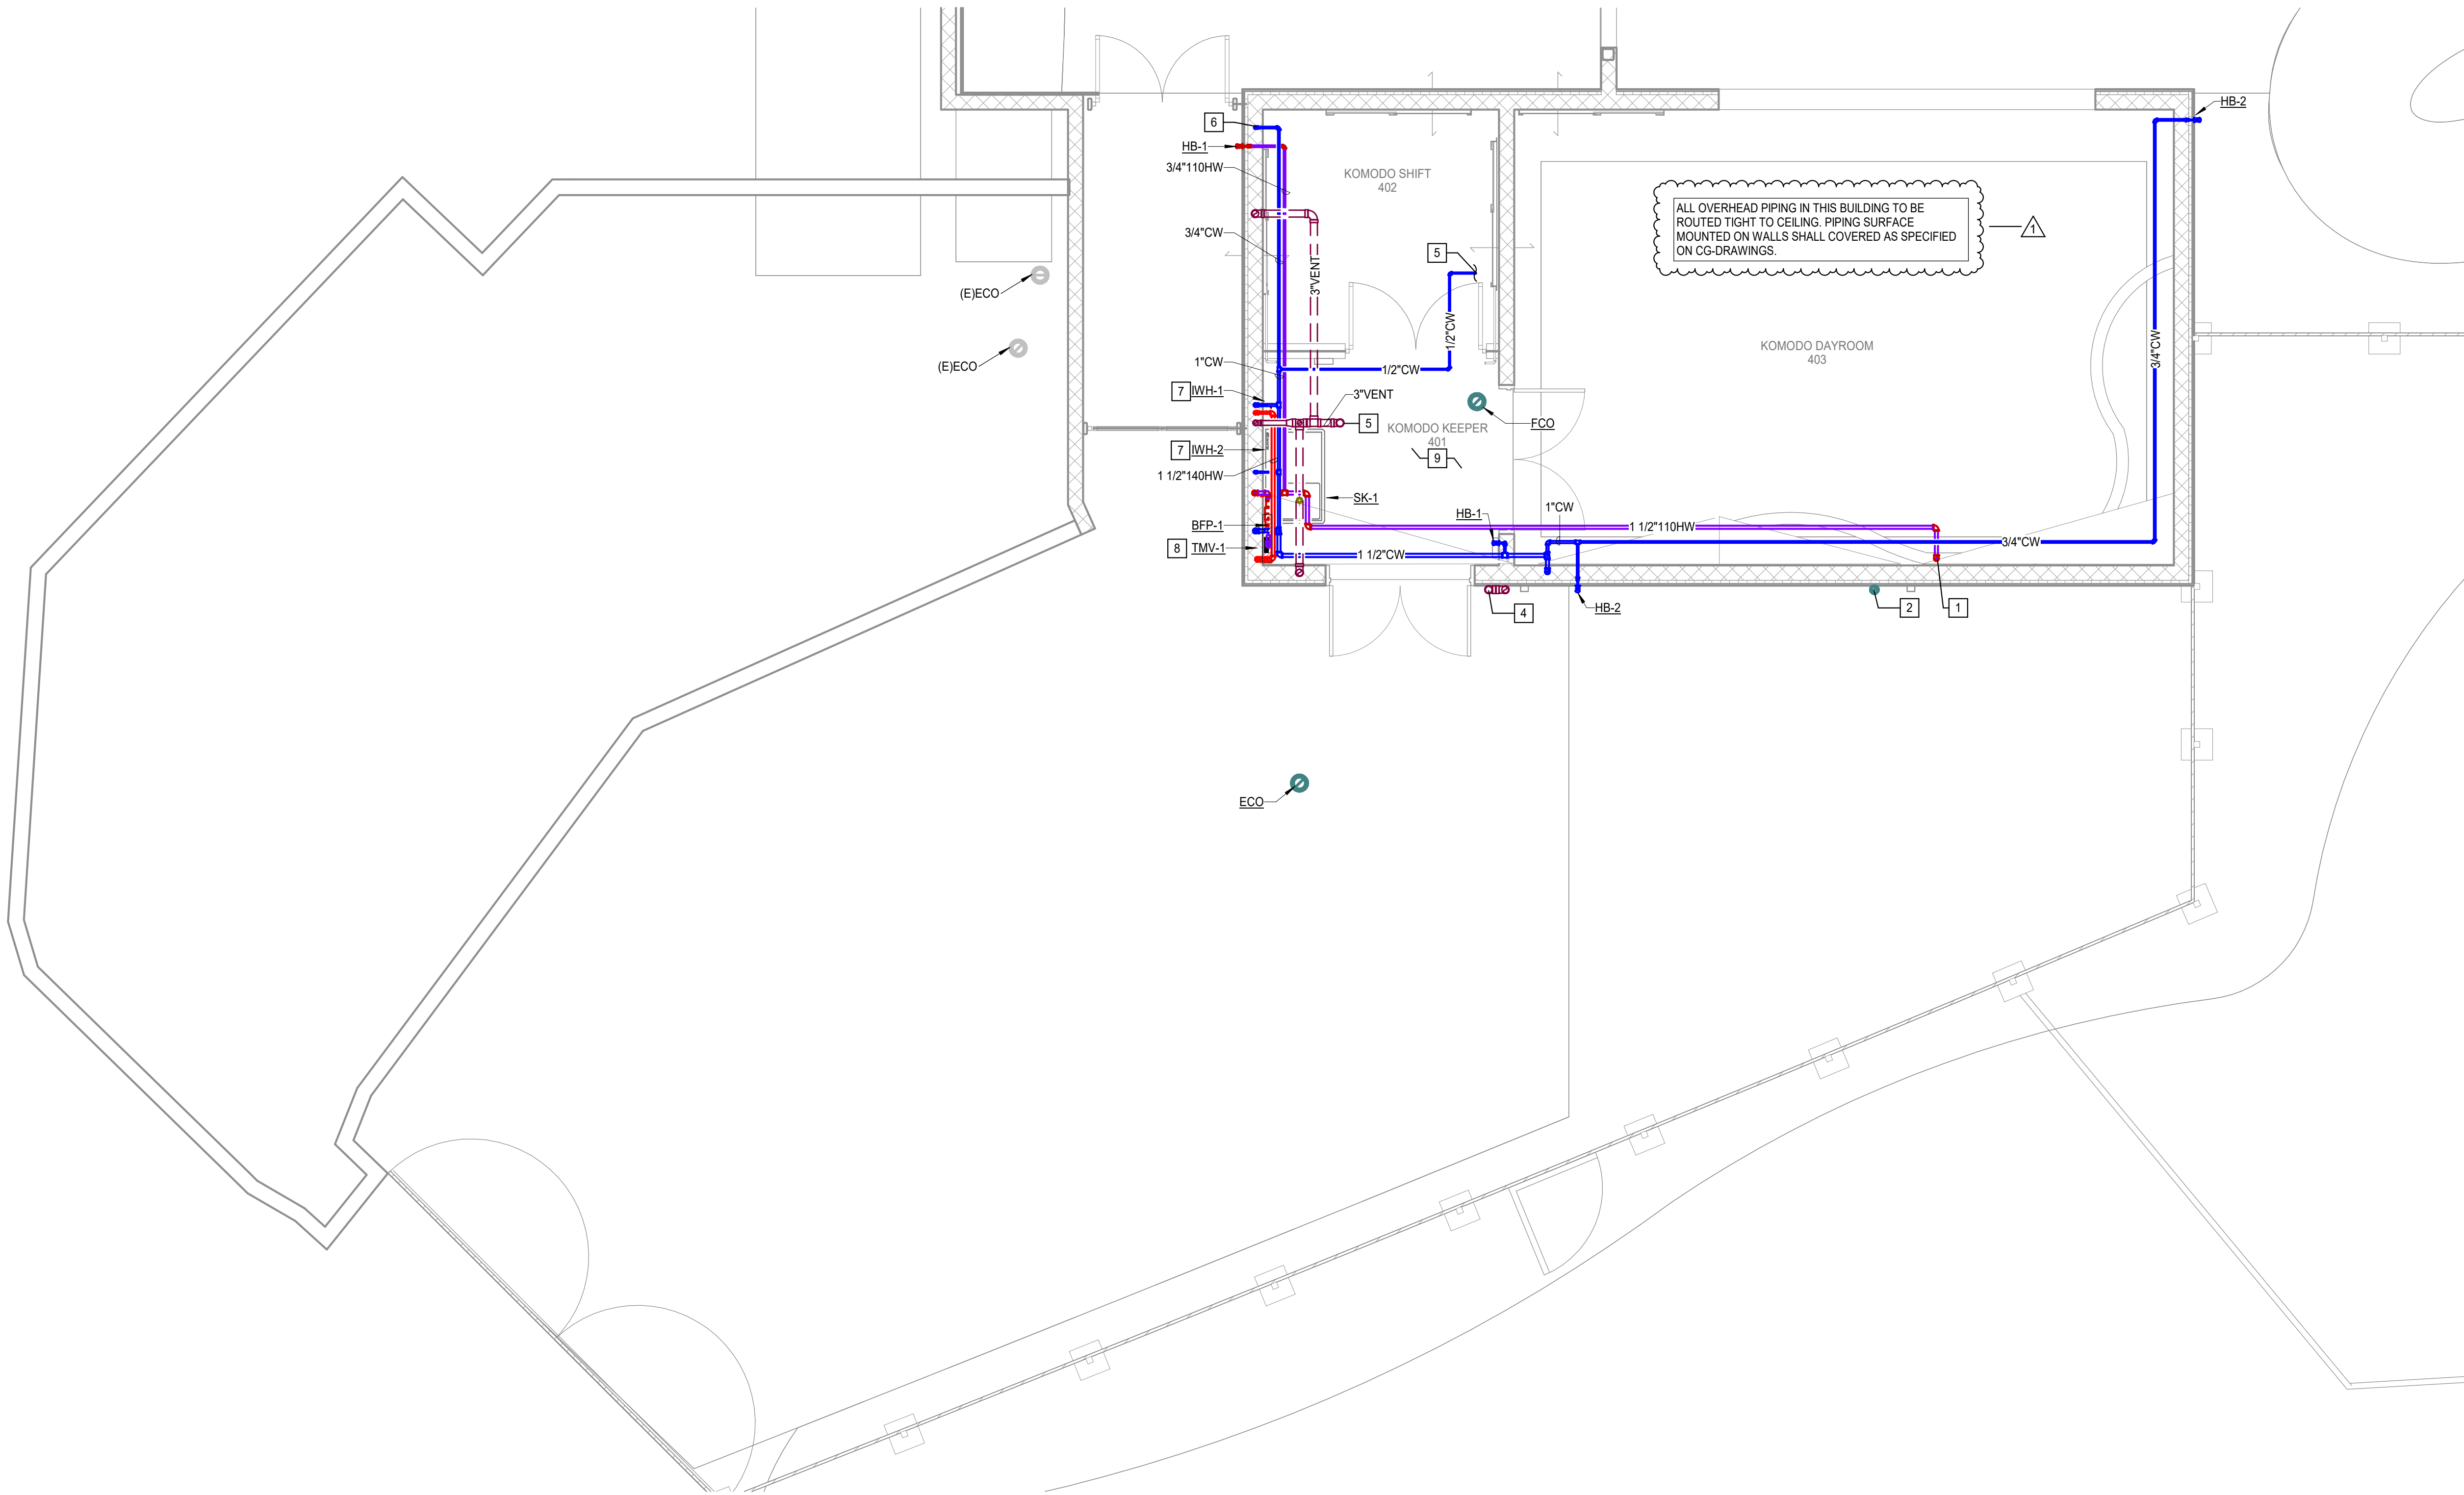 HB-2
6
HB-1
3/4"110HW
KOMODO SHIFT
402
ALL OVERHEAD PIPING IN THIS BUILDING TO BE
ROUTED TIGHT TO CEILING. PIPING SURFACE
MOUNTED ON WALLS SHALL COVERED AS SPECIFIED
ON CG-DRAWINGS.
1
3/4"CW
5
3"VENT
(E)ECO
1/2"CW
KOMODO DAYROOM
403
3/4"CW
(E)ECO
1"CW
1/2"CW
7 IWH-1
3"VENT
5
KOMODO KEEPER
401
FCO
7 IWH-2
9
1 1/2"140HW
SK-1
HB-1
1"CW
BFP-1
1 1/2"110HW
3/4"CW
8 TMV-1
1 1/2"CW
4
HB-2
2
1
ECO